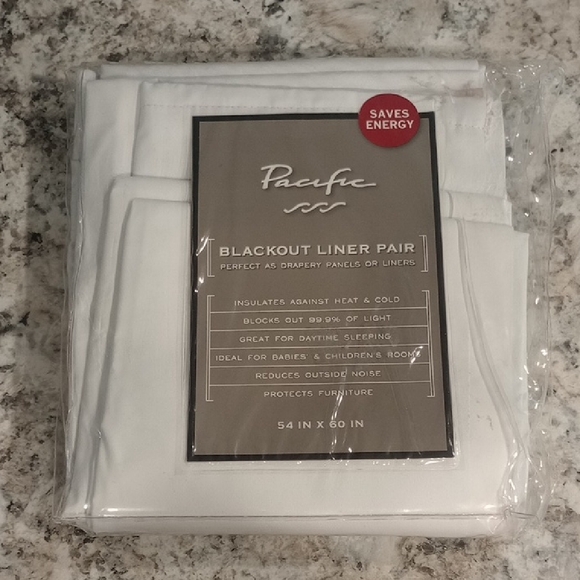 SAVES
ENERGY
Pacific
BLACKOUT LINER PAIR
PERFECT AS DRAPERY PANELS OR LINERS
INSULATES AGAINST HEAT & COLD
BLOCKS OUT 99.9% OF LIGHT
GREAT FOR DAYTIME SLEEPING
IDEAL FOR BABIES' & CHILDREN'S ROOMS
REDUCES OUTSIDE NOISE
PROTECTS FURNITURE
54 IN X 60 IN